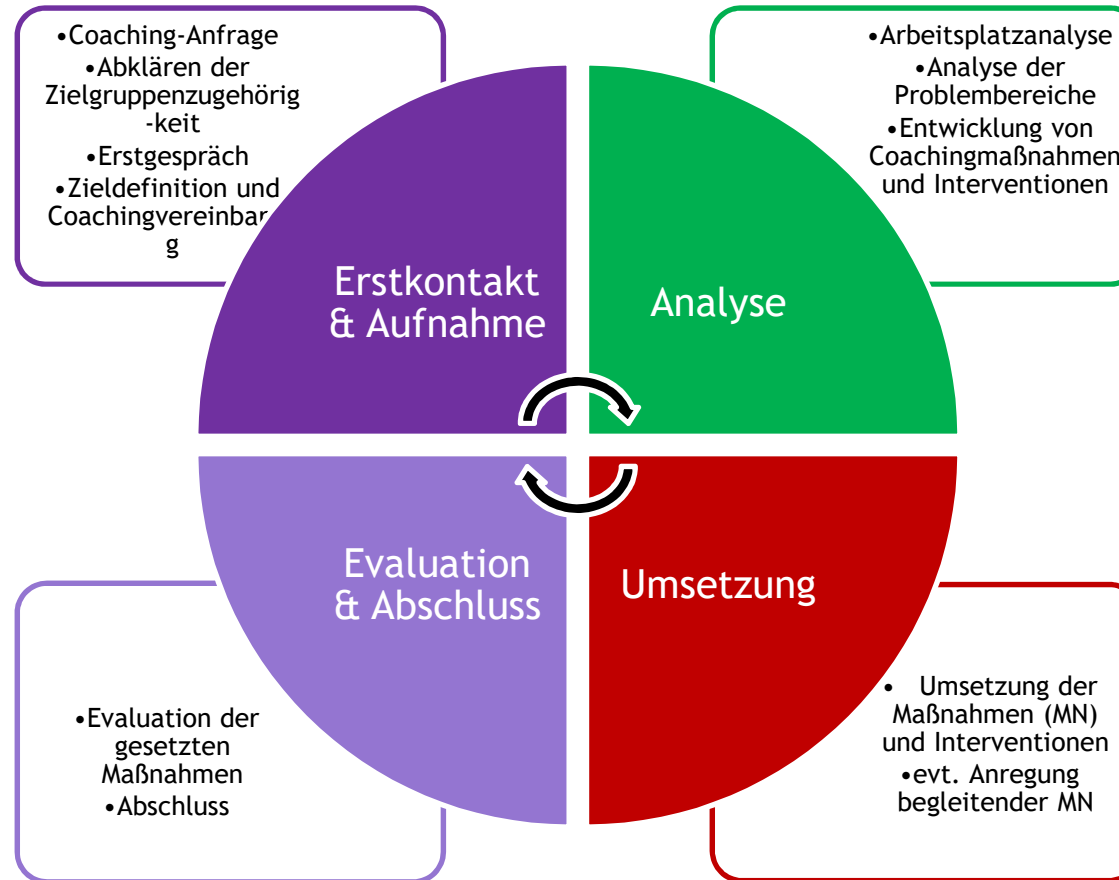 •Coaching-Anfrage
•Abklären der
Zielgruppenzugehörig
-keit
•Erstgespräch
•Zieldefinition und
Coachingvereinbar
g
•Arbeitsplatzanalyse
•Analyse der
Problembereiche
•Entwicklung von
Coachingmaßnahmen
und Interventionen
Erstkontakt
& Aufnahme
Analyse
Evaluation
& Abschluss
Umsetzung
•Evaluation der
gesetzten
Maßnahmen
•Abschluss
• Umsetzung der
Maßnahmen (MN)
und Interventionen
•evt. Anregung
begleitender MN